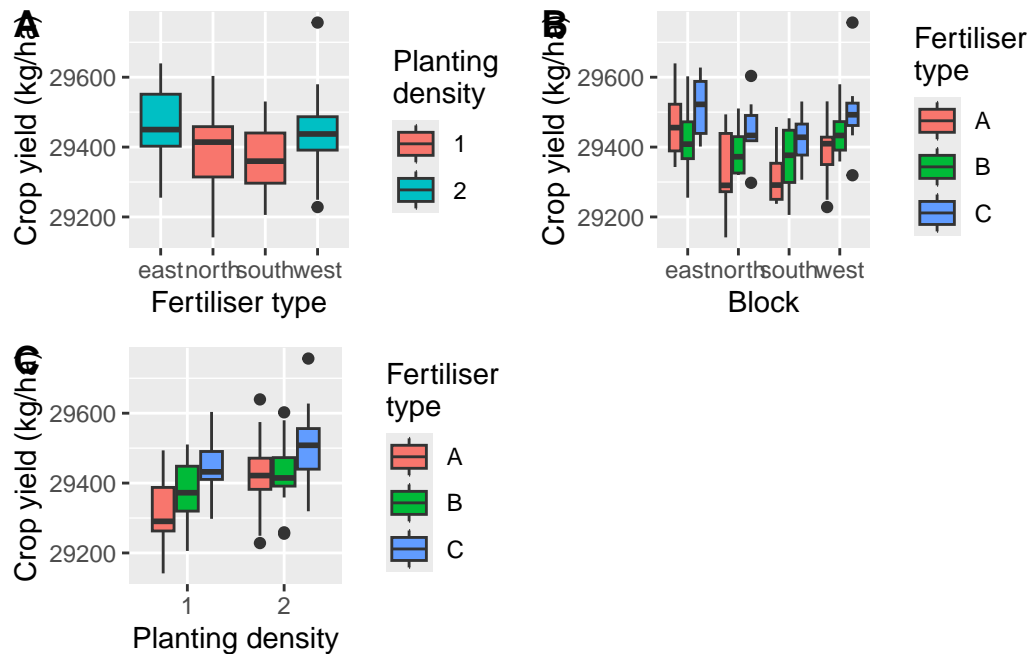 A
Crop yield (kg/ha)
29600
29400
29200
east north south west
Fertiliser type
Planting
density
1
2
B
Crop yield (kg/ha)
29600
29400
29200
east north south west
Block
Fertiliser
type
A
B
C
C
Crop yield (kg/ha)
29600
29400
29200
1
2
Planting density
Fertiliser
type
A
B
C